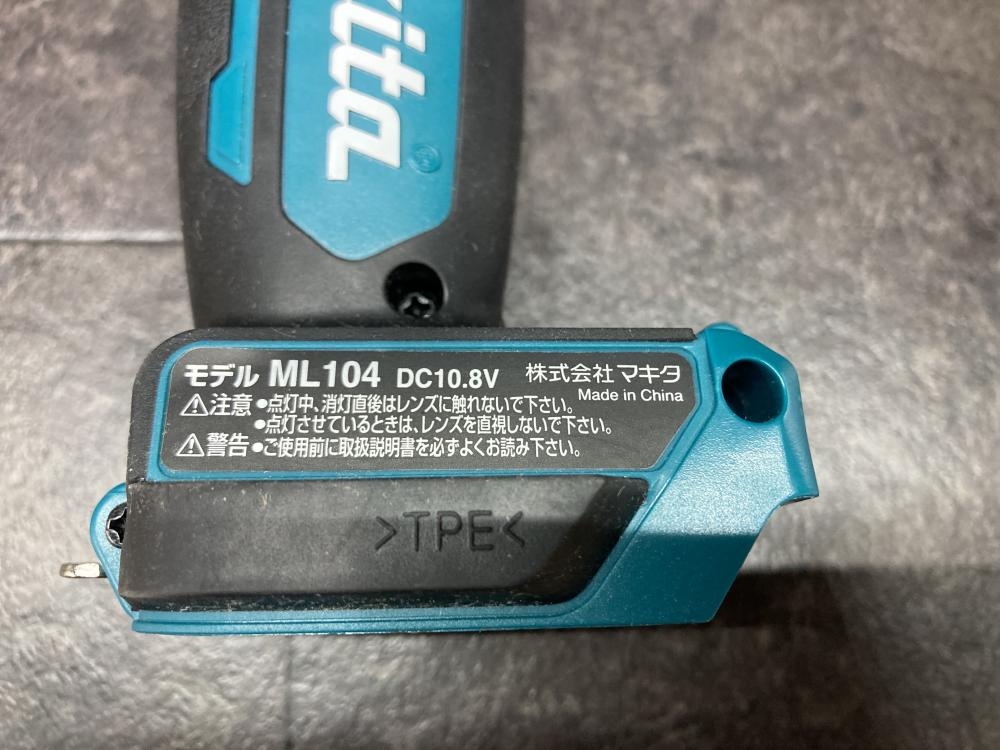 kita
®
モデル ML104 DC10.8V 株式会社マキタ
Made in China
⚠注意 ●点灯中、消灯直後はレンズに触れないで下さい。
●点灯させているときは、レンズを直視しないで下さい。
⚠警告 ●ご使用前に取扱説明書を必ずよくお読み下さい。
>TPE<